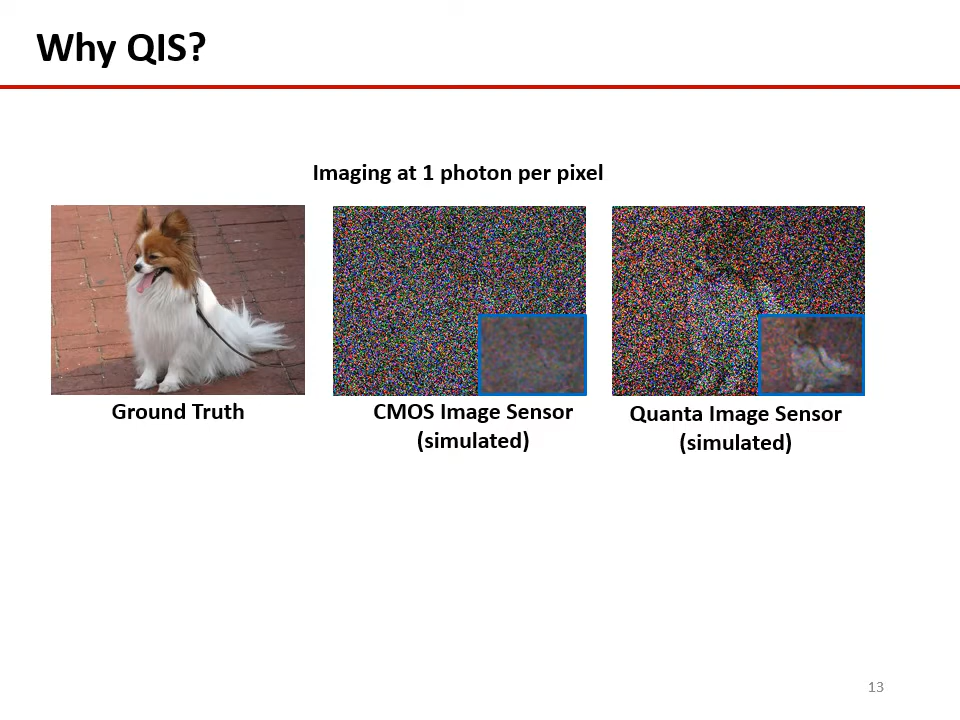 Why QIS?
Imaging at 1 photon per pixel
Ground Truth
CMOS Image Sensor
(simulated)
Quanta Image Sensor
(simulated)
13